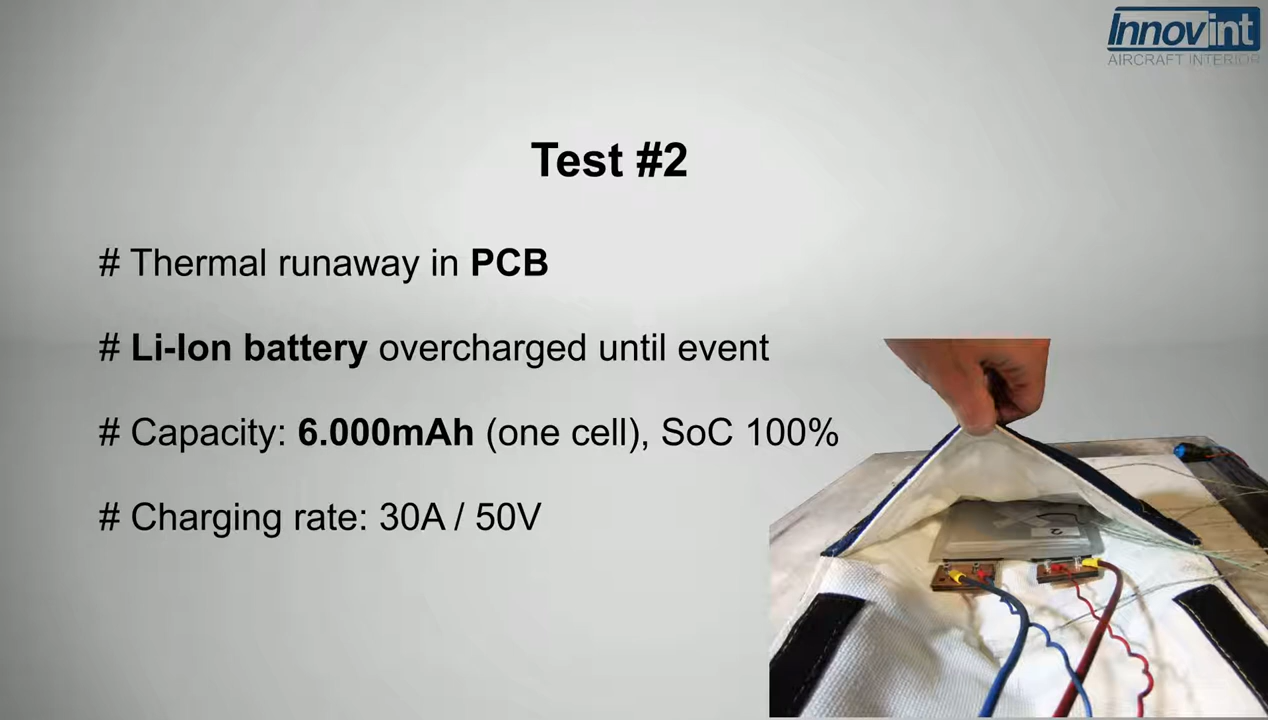 Innovint
AIRCRAFT INTERIOR
Test #2
# Thermal runaway in PCB
# Li-Ion battery overcharged until event
# Capacity: 6.000mAh (one cell), SoC 100%
# Charging rate: 30A / 50V
2